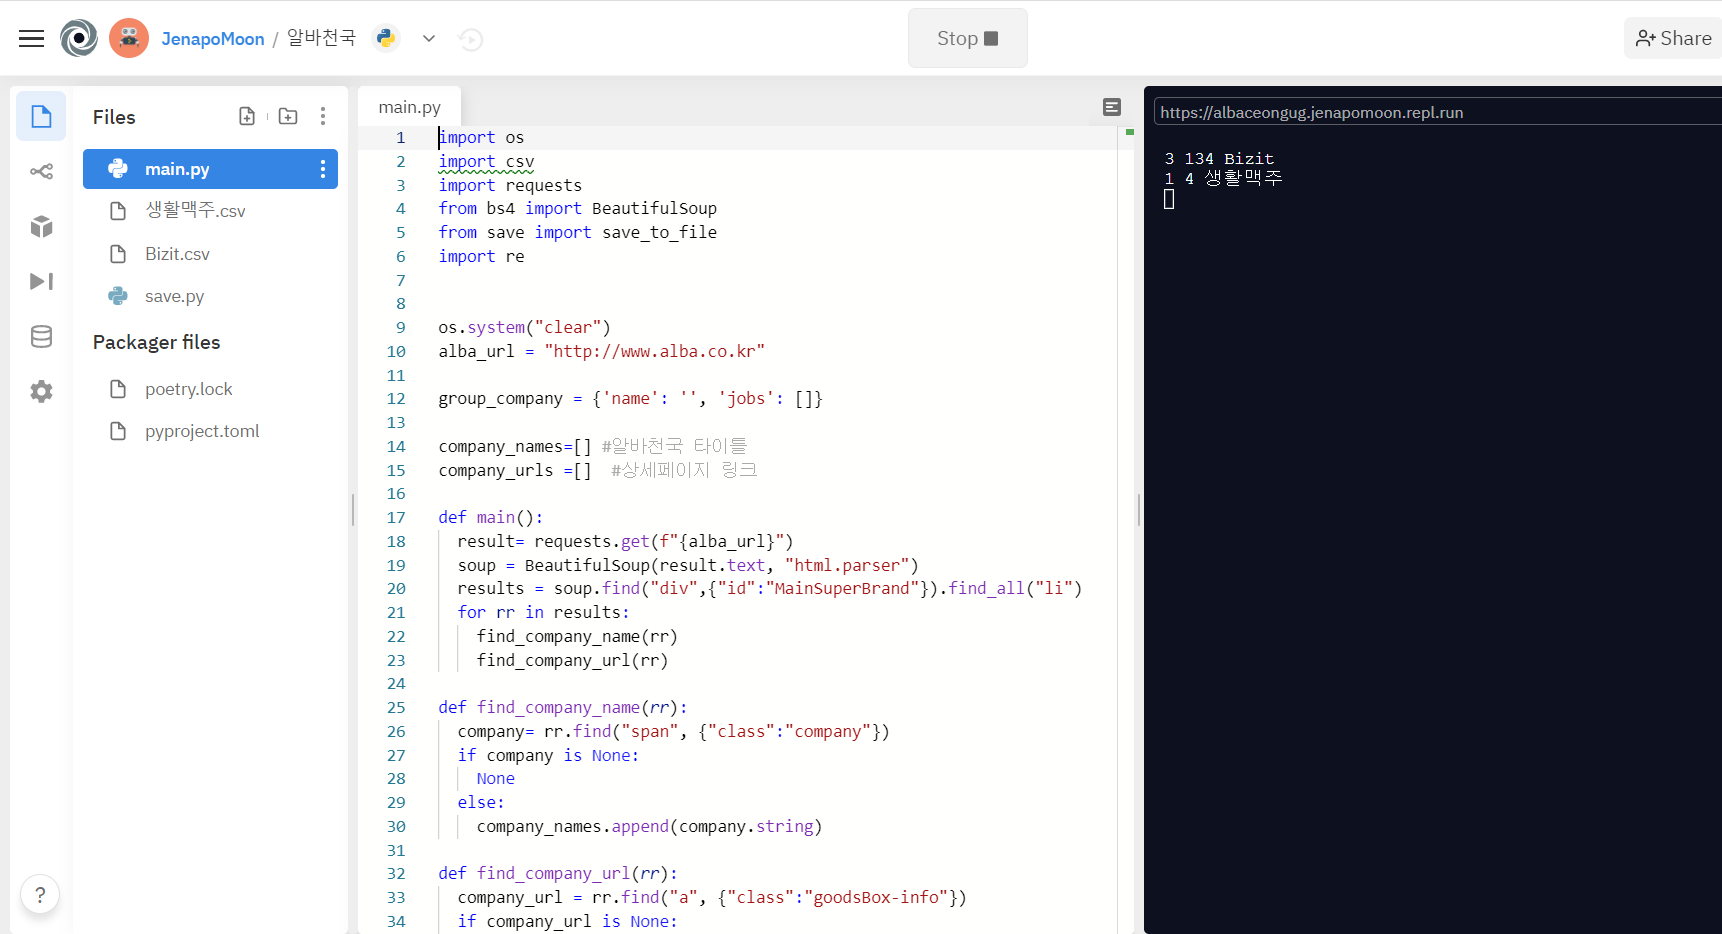 JenapoMoon / 알바천국
Stop
Share
Files
main.py
생활맥주.csv
Bizit.csv
save.py
Packager files
poetry.lock
pyproject.toml
?
main.py
1 import os
2 import csv
3 import requests
4 from bs4 import BeautifulSoup
5 from save import save_to_file
6 import re
7
8
9 os.system("clear")
10 alba_url = "http://www.alba.co.kr"
11
12 group_company = {'name': '', 'jobs': []}
13
14 company_names=[] #알바천국 타이틀
15 company_urls =[]  #상세페이지 링크
16
17 def main():
18   result= requests.get(f"{alba_url}")
19   soup = BeautifulSoup(result.text, "html.parser")
20   results = soup.find("div",{"id":"MainSuperBrand"}).find_all("li")
21   for rr in results:
22     find_company_name(rr)
23     find_company_url(rr)
24
25 def find_company_name(rr):
26   company= rr.find("span", {"class":"company"})
27   if company is None:
28     None
29   else:
30     company_names.append(company.string)
31
32 def find_company_url(rr):
33   company_url = rr.find("a", {"class":"goodsBox-info"})
34   if company_url is None:
https://albaceongug.jenapomoon.repl.run
3 134 Bizit
1 4 생활맥주